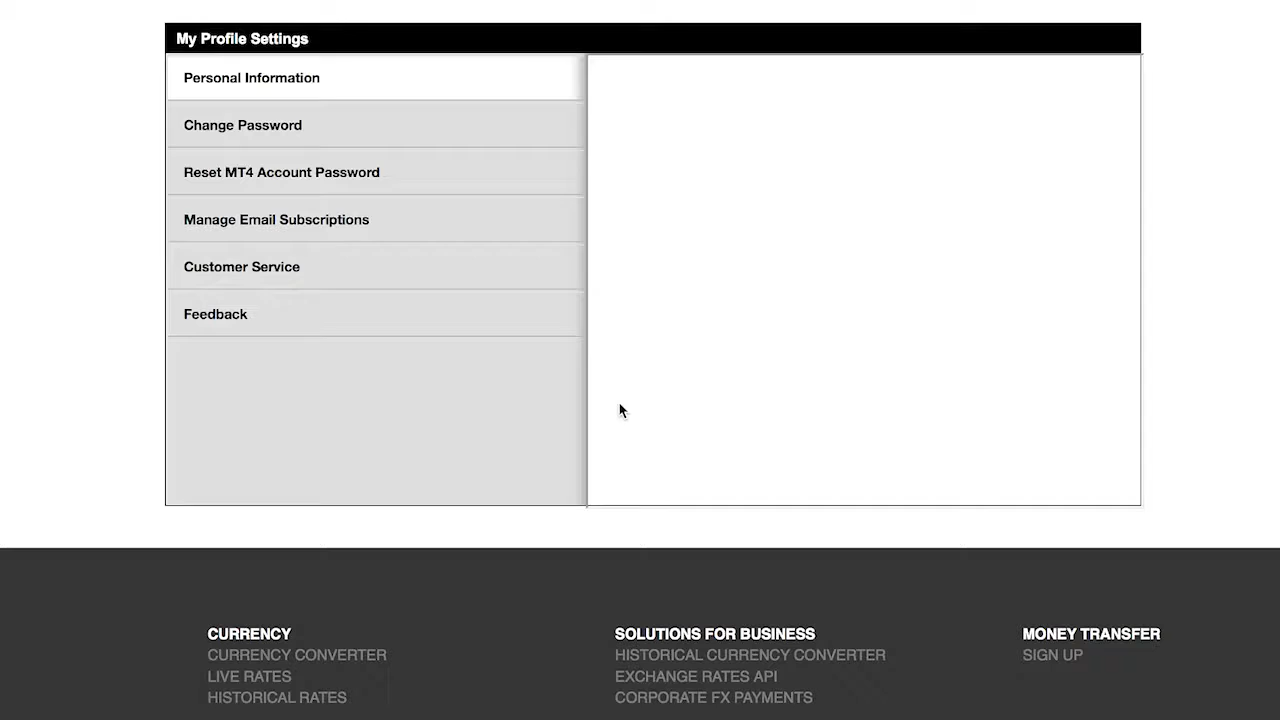 My Profile Settings
Personal Information
Change Password
Reset MT4 Account Password
Manage Email Subscriptions
Customer Service
Feedback
CURRENCY
CURRENCY CONVERTER
LIVE RATES
HISTORICAL RATES
SOLUTIONS FOR BUSINESS
HISTORICAL CURRENCY CONVERTER
EXCHANGE RATES API
CORPORATE FX PAYMENTS
MONEY TRANSFER
SIGN UP